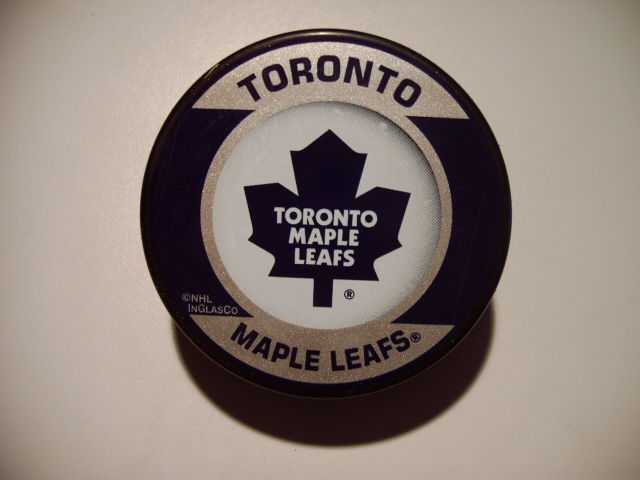 TORONTO
TORONTO
MAPLE
LEAFS
®
©NHL
INGLASCO
MAPLE LEAFS®